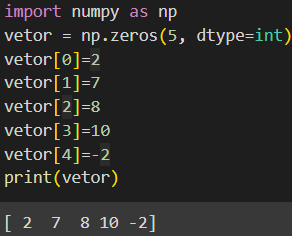 import numpy as np
vetor = np.zeros(5, dtype=int)
vetor[0]=2
vetor[1]=7
vetor[2]=8
vetor[3]=10
vetor[4]=-2
print(vetor)
[ 2  7  8 10 -2]